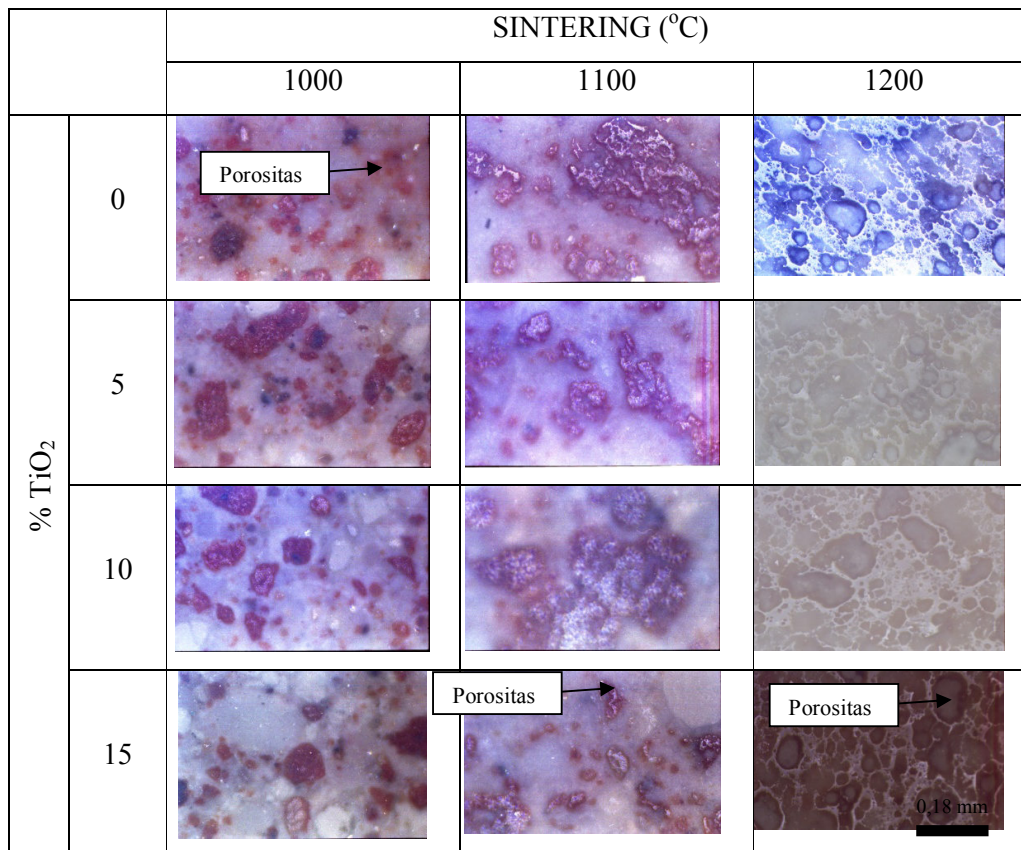 SINTERING (°C)
1000 1100 1200
% TiO₂
0
Porositas
5
10
15
Porositas
Porositas
0,18 mm